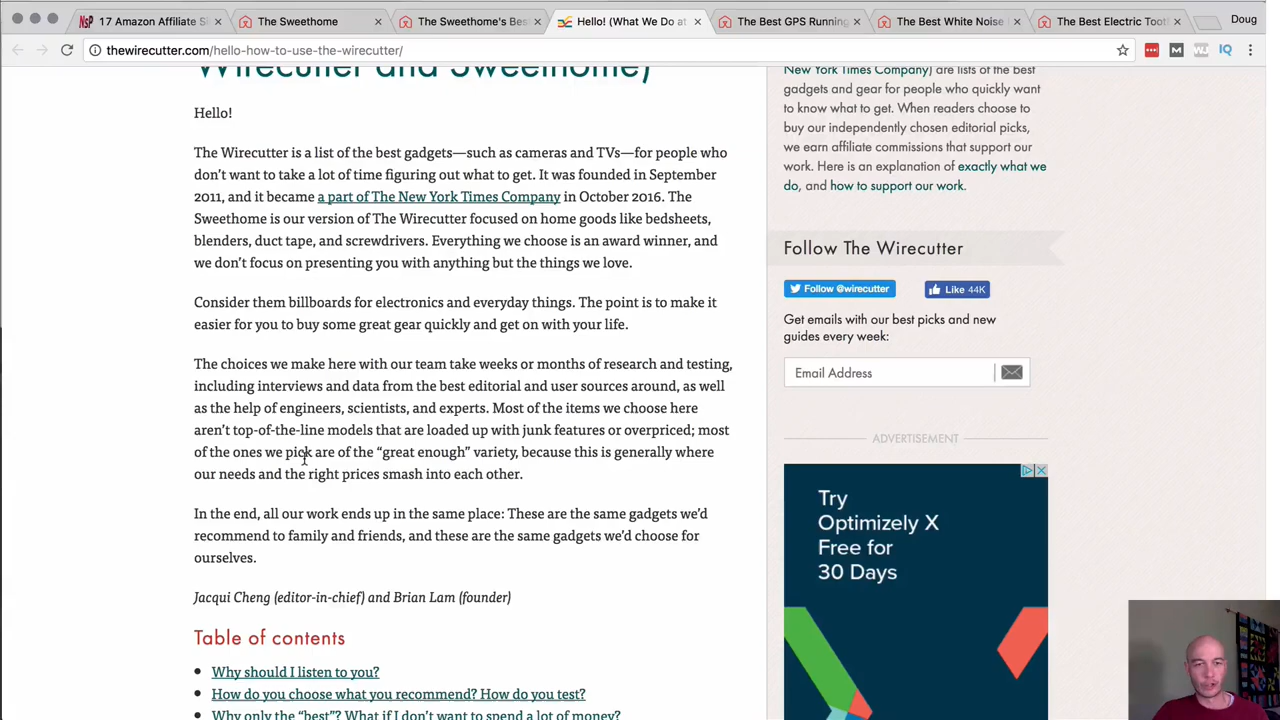 17 Amazon Affiliate Si
The Sweethome
The Sweethome's Bes
Hello! (What We Do at
The Best GPS Running
The Best White Noise
The Best Electric Toot
Doug
thewirecutter.com/hello-how-to-use-the-wirecutter/
Wirecutter and Sweethome)
Hello!
The Wirecutter is a list of the best gadgets—such as cameras and TVs—for people who
don’t want to take a lot of time figuring out what to get. It was founded in September
2011, and it became a part of The New York Times Company in October 2016. The
Sweethome is our version of The Wirecutter focused on home goods like bedsheets,
blenders, duct tape, and screwdrivers. Everything we choose is an award winner, and
we don’t focus on presenting you with anything but the things we love.
Consider them billboards for electronics and everyday things. The point is to make it
easier for you to buy some great gear quickly and get on with your life.
The choices we make here with our team take weeks or months of research and testing,
including interviews and data from the best editorial and user sources around, as well
as the help of engineers, scientists, and experts. Most of the items we choose here
aren’t top-of-the-line models that are loaded up with junk features or overpriced; most
of the ones we pick are of the “great enough” variety, because this is generally where
our needs and the right prices smash into each other.
In the end, all our work ends up in the same place: These are the same gadgets we’d
recommend to family and friends, and these are the same gadgets we’d choose for
ourselves.
Jacqui Cheng (editor-in-chief) and Brian Lam (founder)
Table of contents
Why should I listen to you?
How do you choose what you recommend? How do you test?
Why only the “best”? What if I don’t want to spend a lot of money?
New York Times Company) are lists of the best
gadgets and gear for people who quickly want
to know what to get. When readers choose to
buy our independently chosen editorial picks,
we earn affiliate commissions that support our
work. Here is an explanation of exactly what we
do, and how to support our work.
Follow The Wirecutter
Follow @wirecutter
Like 44K
Get emails with our best picks and new
guides every week:
Email Address
ADVERTISEMENT
Try
Optimizely X
Free for
30 Days